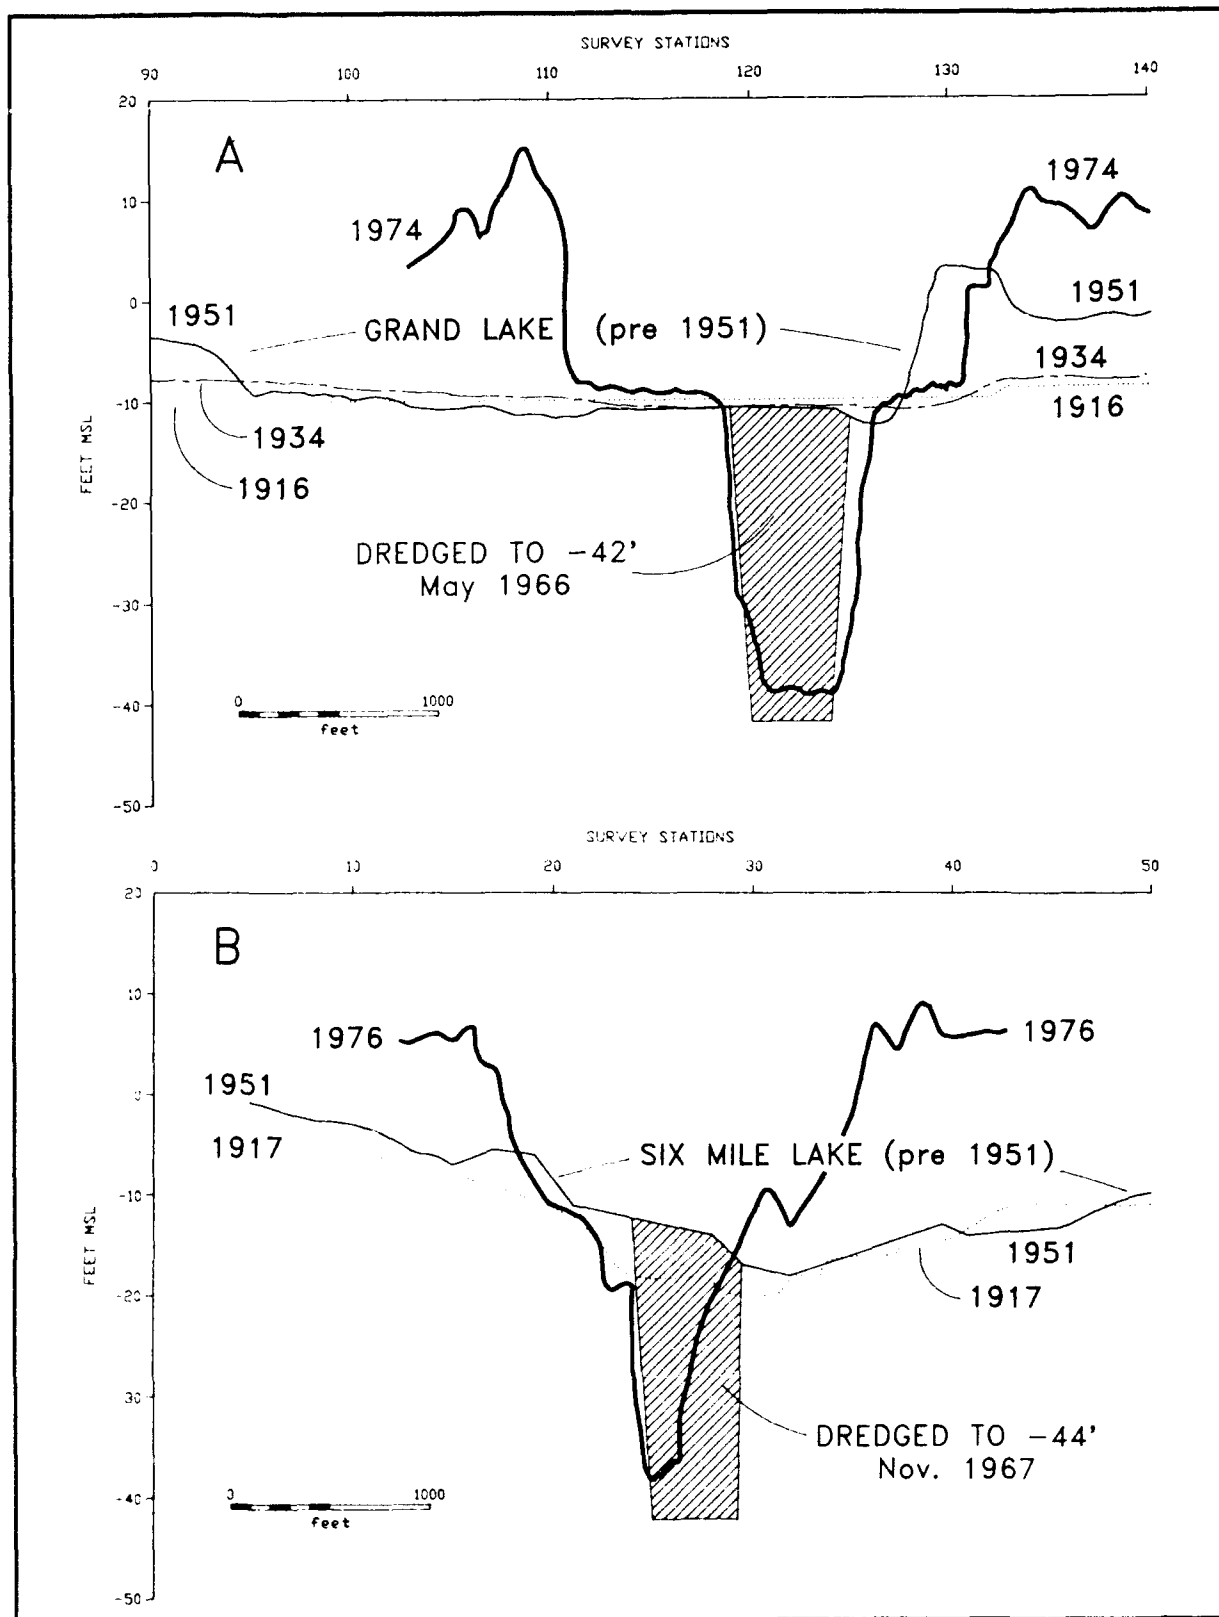 SURVEY STATIONS
90 100 110 120 130 140
20
A
10
1974
1974
0
1951
GRAND LAKE (pre 1951)
1951
1934
-10
1916
1934
FEET MSL
1916
-20
DREDGED TO -42'
May 1966
-30
-40
0 1000
feet
-50
SURVEY STATIONS
0 10 20 30 40 50
20
B
10
1976
1976
0
1951
1917
SIX MILE LAKE (pre 1951)
-10
FEET MSL
1951
1917
-20
30
DREDGED TO -44'
Nov. 1967
-40
0 1000
feet
-50